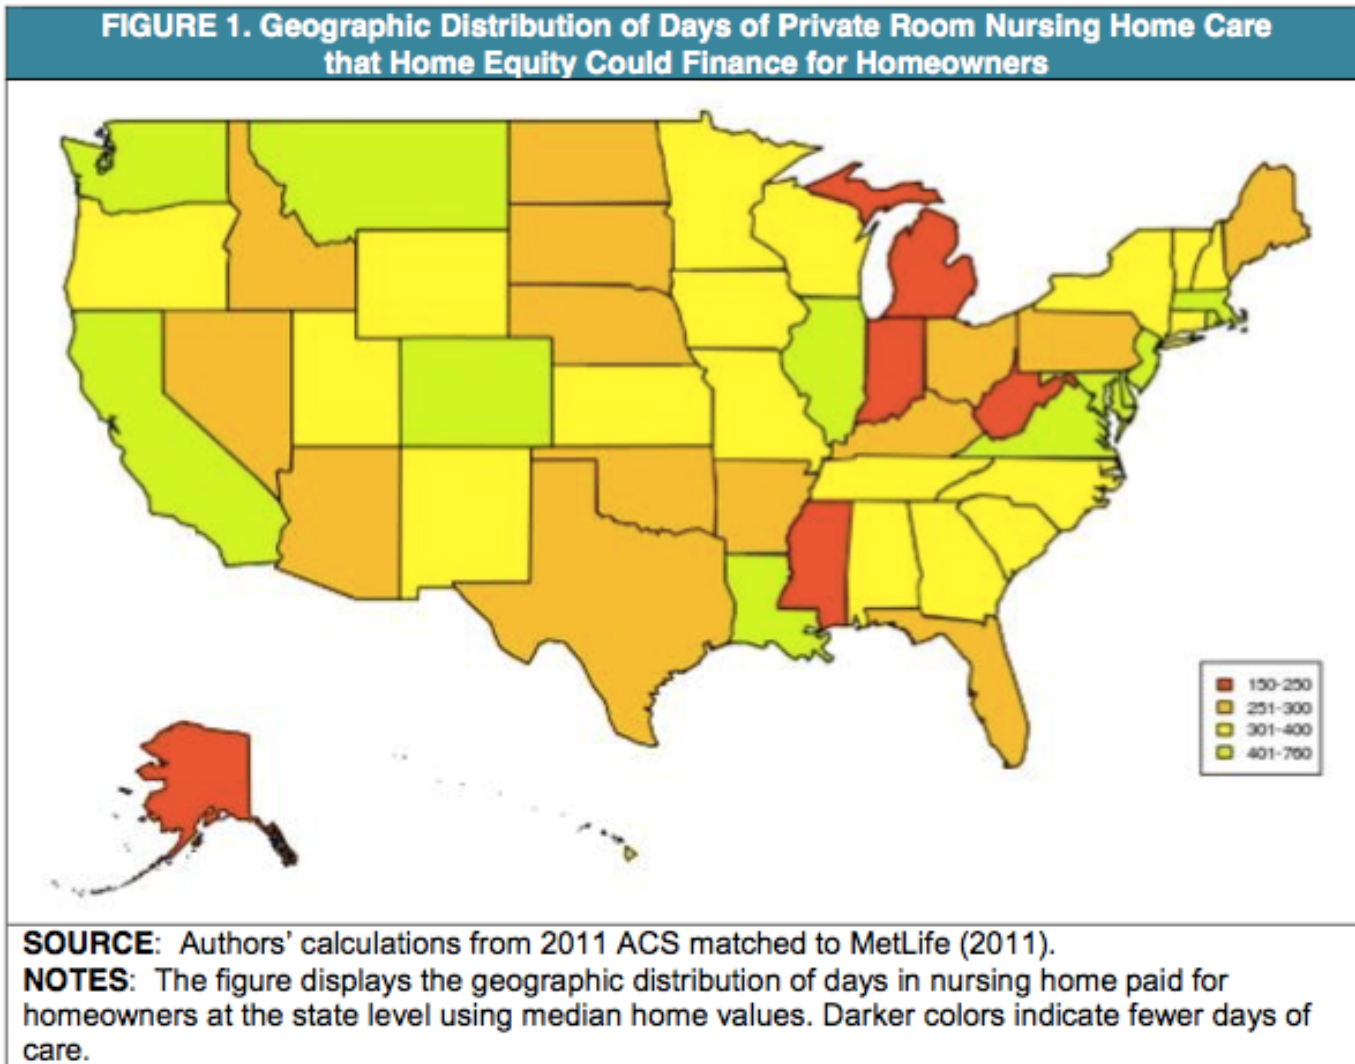 FIGURE 1. Geographic Distribution of Days of Private Room Nursing Home Care
that Home Equity Could Finance for Homeowners
150-250
251-300
301-400
401-760
SOURCE: Authors' calculations from 2011 ACS matched to MetLife (2011).
NOTES: The figure displays the geographic distribution of days in nursing home paid for
homeowners at the state level using median home values. Darker colors indicate fewer days of
care.